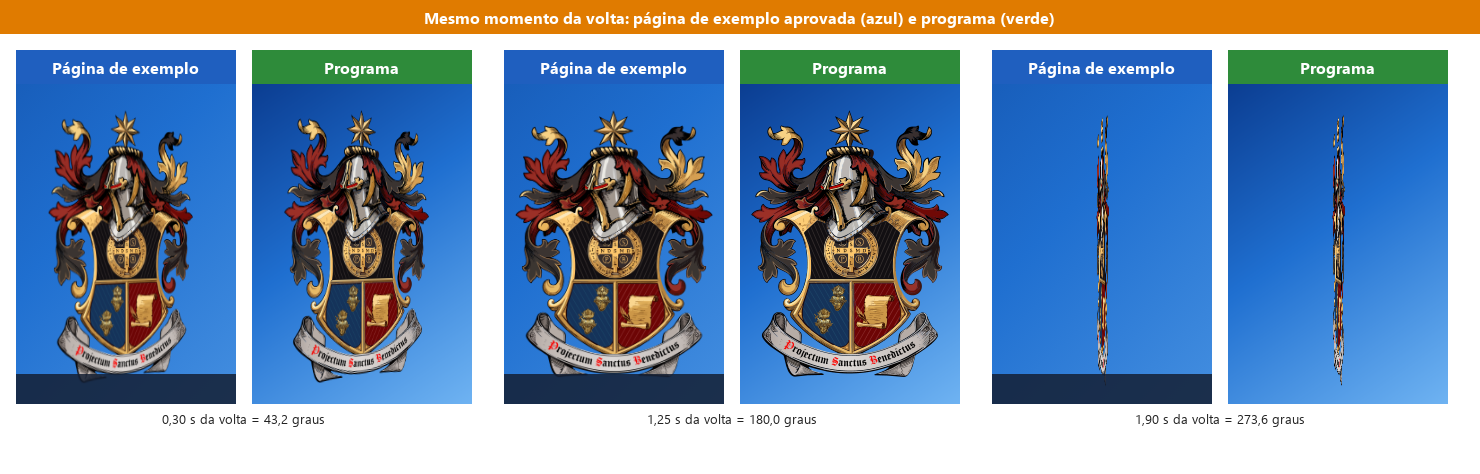 Mesmo momento da volta: página de exemplo aprovada (azul) e programa (verde)
Página de exemplo
Programa
Página de exemplo
Programa
Página de exemplo
Programa
Projectum Sanctus Benedictus
Projectum Sanctus Benedictus
Projectum Sanctus Benedictus
Projectum Sanctus Benedictus
0,30 s da volta = 43,2 graus
1,25 s da volta = 180,0 graus
1,90 s da volta = 273,6 graus